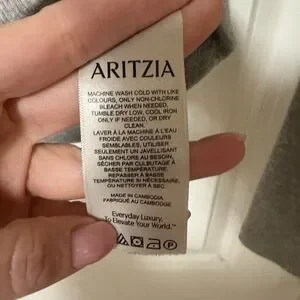 ARITZIA
MACHINE WASH COLD WITH LIKE
COLOURS, ONLY NON-CHLORINE
BLEACH WHEN NEEDED,
TUMBLE DRY LOW, COOL IRON
ONLY IF NEEDED, OR DRY
CLEAN.
LAVER À LA MACHINE À L'EAU
FROIDE AVEC COULEURS
SEMBLABLES, UTILISER
SEULEMENT UN JAVELLISANT
SANS CHLORE AU BESOIN,
SÉCHER PAR CULBUTAGE À
BASSE TEMPÉRATURE,
REPASSER À BASSE
TEMPÉRATURE SI NÉCESSAIRE,
OU NETTOYER À SEC.
MADE IN CAMBODIA
FABRIQUÉ AU CAMBODGE
Everyday Luxury.
To Elevate Your World.™